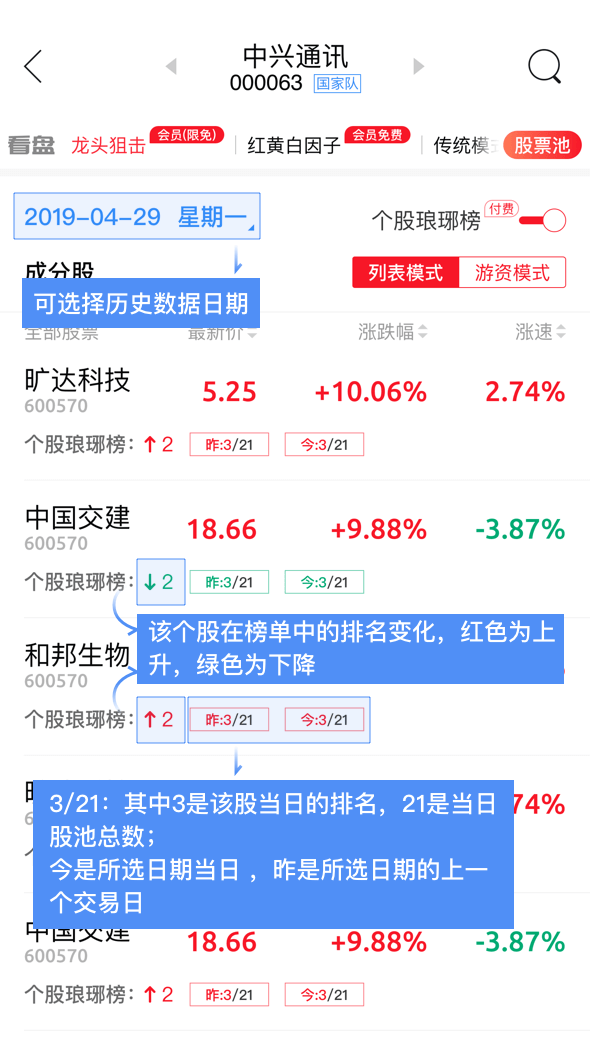 中兴通讯
000063 国家队
看盘 龙头狙击 会员(限免) 红黄白因子 会员免费 传统模 股票池
2019-04-29 星期一 个股琅琊榜 付费
成分股 列表模式 游资模式
可选择历史数据日期
全部股票 最新价 涨跌幅 涨速
旷达科技 5.25 +10.06% 2.74%
600570
个股琅琊榜: ↑2 昨:3/21 今:3/21
中国交建 18.66 +9.88% -3.87%
600570
个股琅琊榜: ↓2 昨:3/21 今:3/21
该个股在榜单中的排名变化，红色为上
升，绿色为下降
和邦生物
600570
个股琅琊榜: ↑2 昨:3/21 今:3/21
74%
3/21：其中3是该股当日的排名，21是当日
股池总数；
今是所选日期当日 ，昨是所选日期的上一
个交易日
中国交建 18.66 +9.88% -3.87%
600570
个股琅琊榜: ↑2 昨:3/21 今:3/21